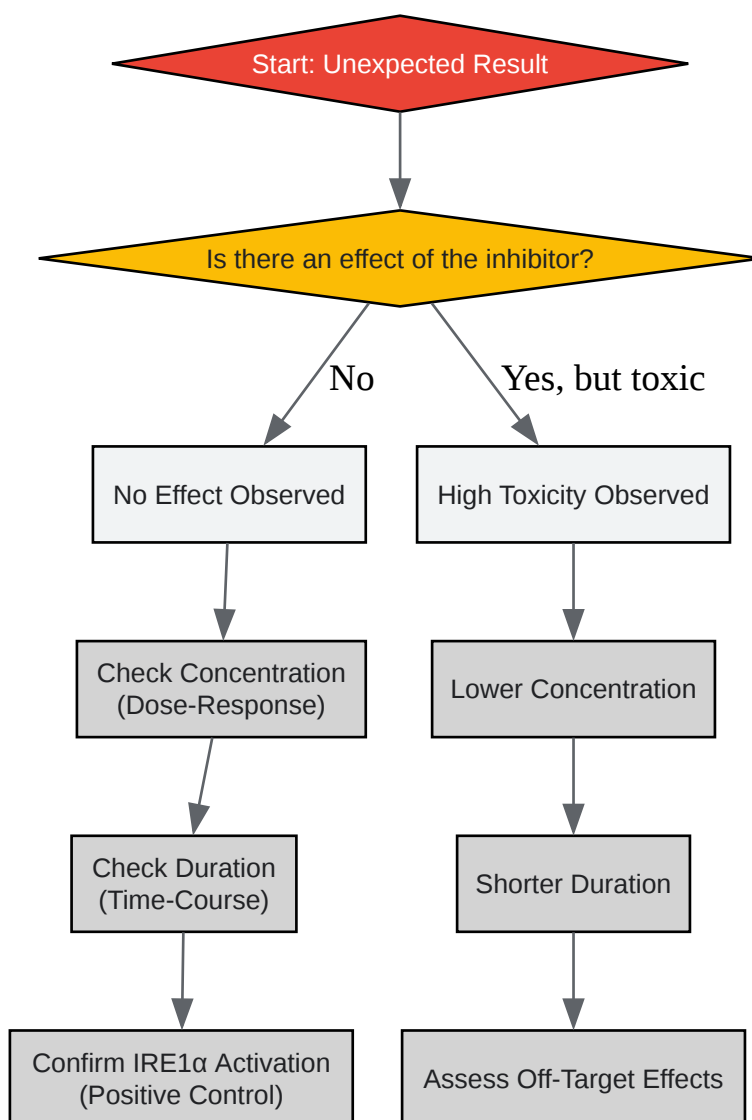 Start: Unexpected Result
Is there an effect of the inhibitor?
No
Yes, but toxic
No Effect Observed
High Toxicity Observed
Check Concentration
(Dose-Response)
Lower Concentration
Check Duration
(Time-Course)
Shorter Duration
Confirm IRE1α Activation
(Positive Control)
Assess Off-Target Effects